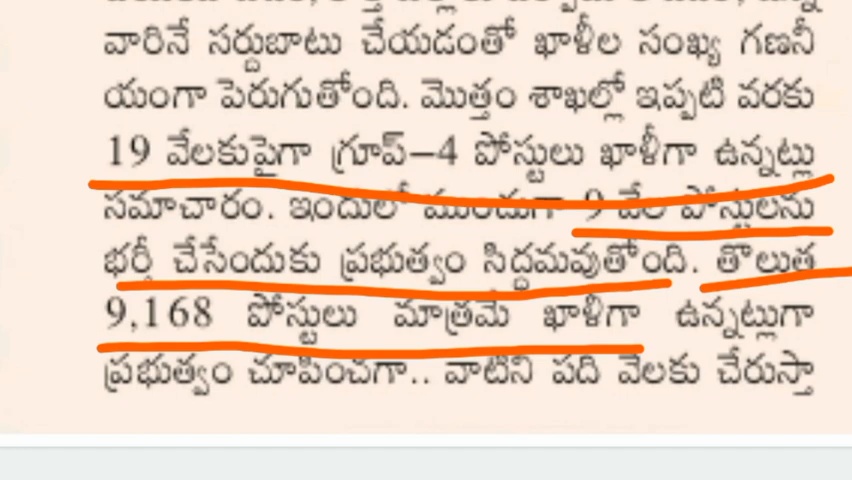 వారినే సర్దుబాటు చేయడంతో ఖాళీల సంఖ్య గణనీ
యంగా పెరుగుతోంది. మొత్తం శాఖల్లో ఇప్పటి వరకు
19 వేలకుపైగా గ్రూప్–4 పోస్టులు ఖాళీగా ఉన్నట్లు
సమాచారం. ఇందులో ముందుగా 9 వేల పోస్టులను
భర్తీ చేసేందుకు ప్రభుత్వం సిద్ధమవుతోంది. తొలుత
9,168 పోస్టులు మాత్రమే ఖాళీగా ఉన్నట్లుగా
ప్రభుత్వం చూపించగా.. వాటిని పది వేలకు చేరుస్తా